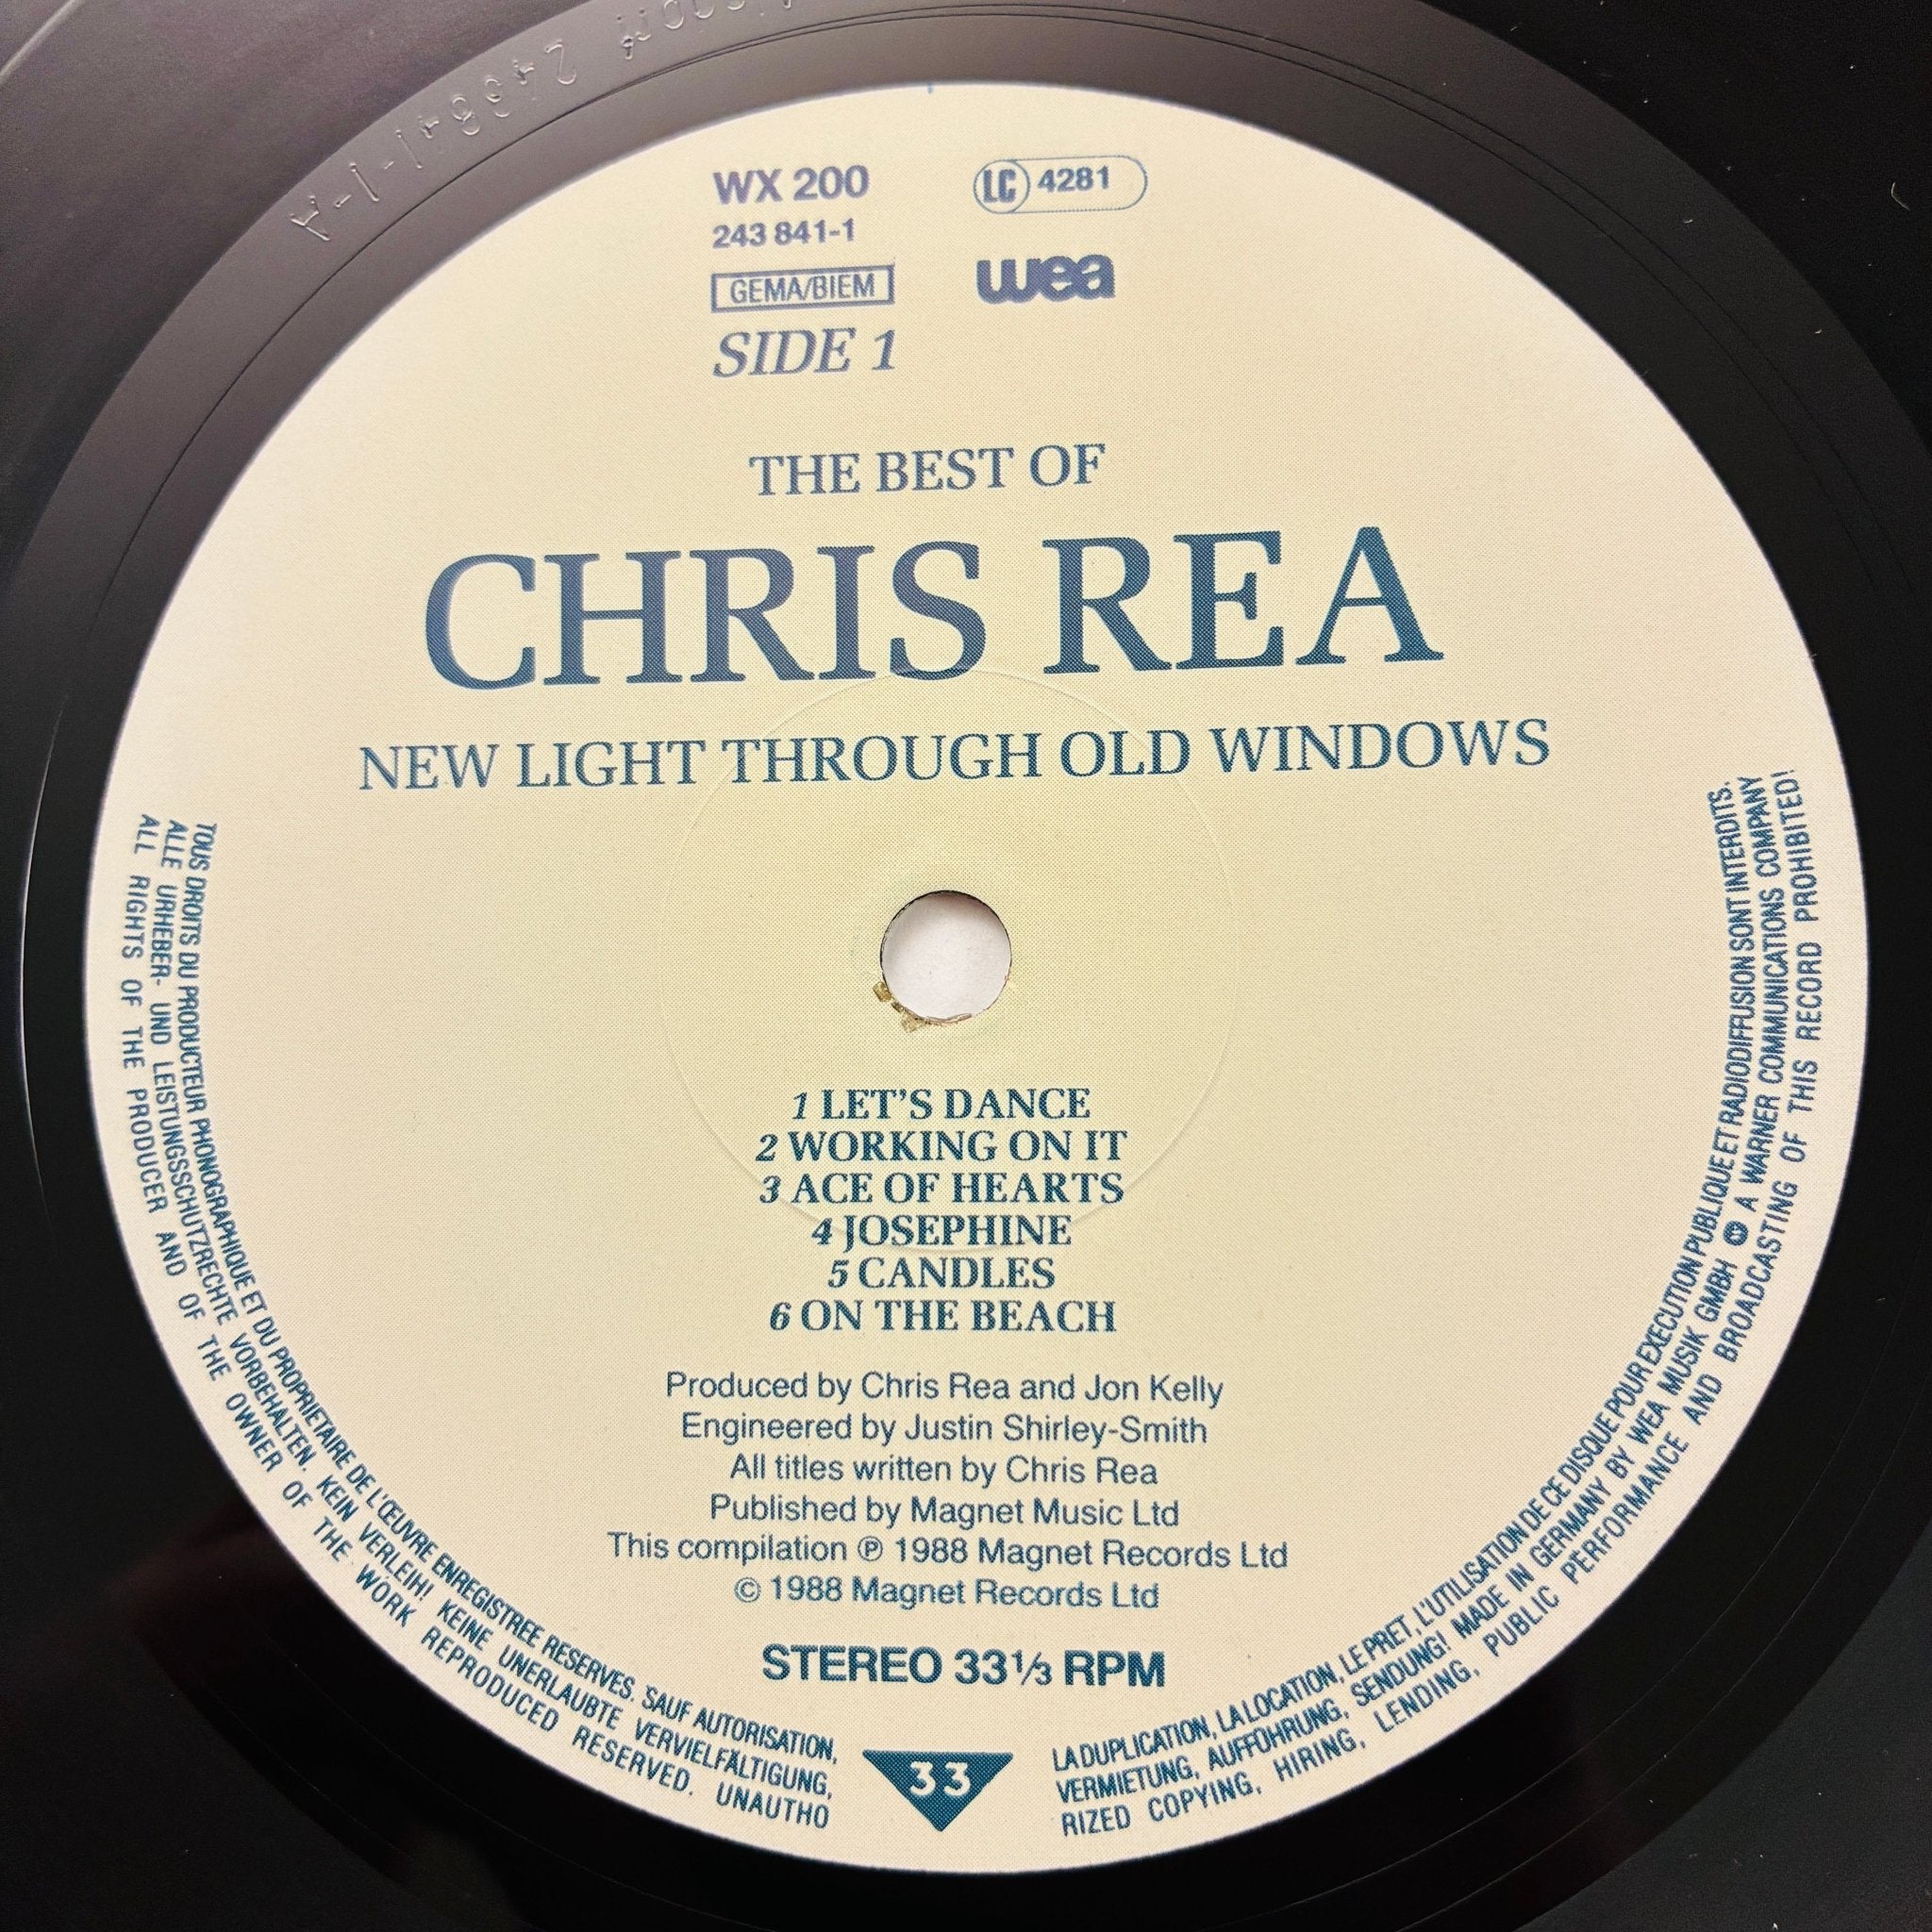 WX 200
LC 4281
243 841-1
GEMA/BIEM
wea
SIDE 1
THE BEST OF
CHRIS REA
NEW LIGHT THROUGH OLD WINDOWS
1 LET'S DANCE
2 WORKING ON IT
3 ACE OF HEARTS
4 JOSEPHINE
5 CANDLES
6 ON THE BEACH
Produced by Chris Rea and Jon Kelly
Engineered by Justin Shirley-Smith
All titles written by Chris Rea
Published by Magnet Music Ltd
This compilation ℗ 1988 Magnet Records Ltd
© 1988 Magnet Records Ltd
STEREO 33⅓ RPM
33
TOUS DROITS DU PRODUCTEUR PHONOGRAPHIQUE ET DU PROPRIETAIRE DE L'ŒUVRE ENREGISTREE RESERVES. SAUF AUTORISATION, LA DUPLICATION, LA LOCATION, LE PRET, L'UTILISATION DE CE DISQUE POUR EXECUTION PUBLIQUE ET RADIODIFFUSION SONT INTERDITS.
ALLE URHEBER- UND LEISTUNGSSCHUTZRECHTE VORBEHALTEN. KEIN VERLEIH! KEINE UNERLAUBTE VERVIELFÄLTIGUNG, VERMIETUNG, AUFFÜHRUNG, SENDUNG! MADE IN GERMANY BY WEA MUSIK GMBH A WARNER COMMUNICATIONS COMPANY
ALL RIGHTS OF THE PRODUCER AND OF THE OWNER OF THE WORK REPRODUCED RESERVED. UNAUTHO RIZED COPYING, HIRING, LENDING, PUBLIC PERFORMANCE AND BROADCASTING OF THIS RECORD PROHIBITED!